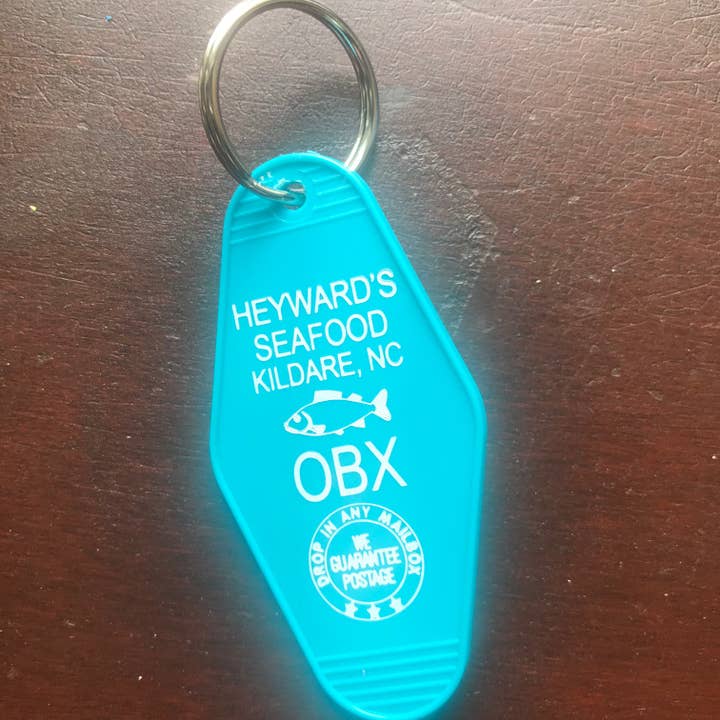 HEYWARD'S
SEAFOOD
KILDARE, NC
OBX
DROP IN ANY MAILBOX
WE
GUARANTEE
POSTAGE